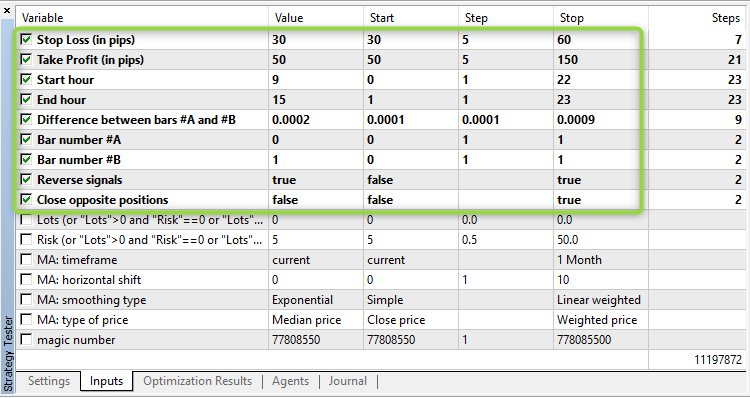 Variable Value Start Step Stop Steps
Stop Loss (in pips) 30 30 5 60 7
Take Profit (in pips) 50 50 5 150 21
Start hour 9 0 1 22 23
End hour 15 1 1 23 23
Difference between bars #A and #B 0.0002 0.0001 0.0001 0.0009 9
Bar number #A 0 0 1 1 2
Bar number #B 1 0 1 1 2
Reverse signals true false true 2
Close opposite positions false false true 2
Lots (or "Lots">0 and "Risk"==0 or "Lots"... 0 0 0.0 0.0
Risk (or "Lots">0 and "Risk"==0 or "Lots"... 5 5 0.5 50.0
MA: timeframe current current 1 Month
MA: horizontal shift 0 0 1 10
MA: smoothing type Exponential Simple Linear weighted
MA: type of price Median price Close price Weighted price
magic number 77808550 77808550 1 778085500
11197872
Settings Inputs Optimization Results Agents Journal
Strategy Tester